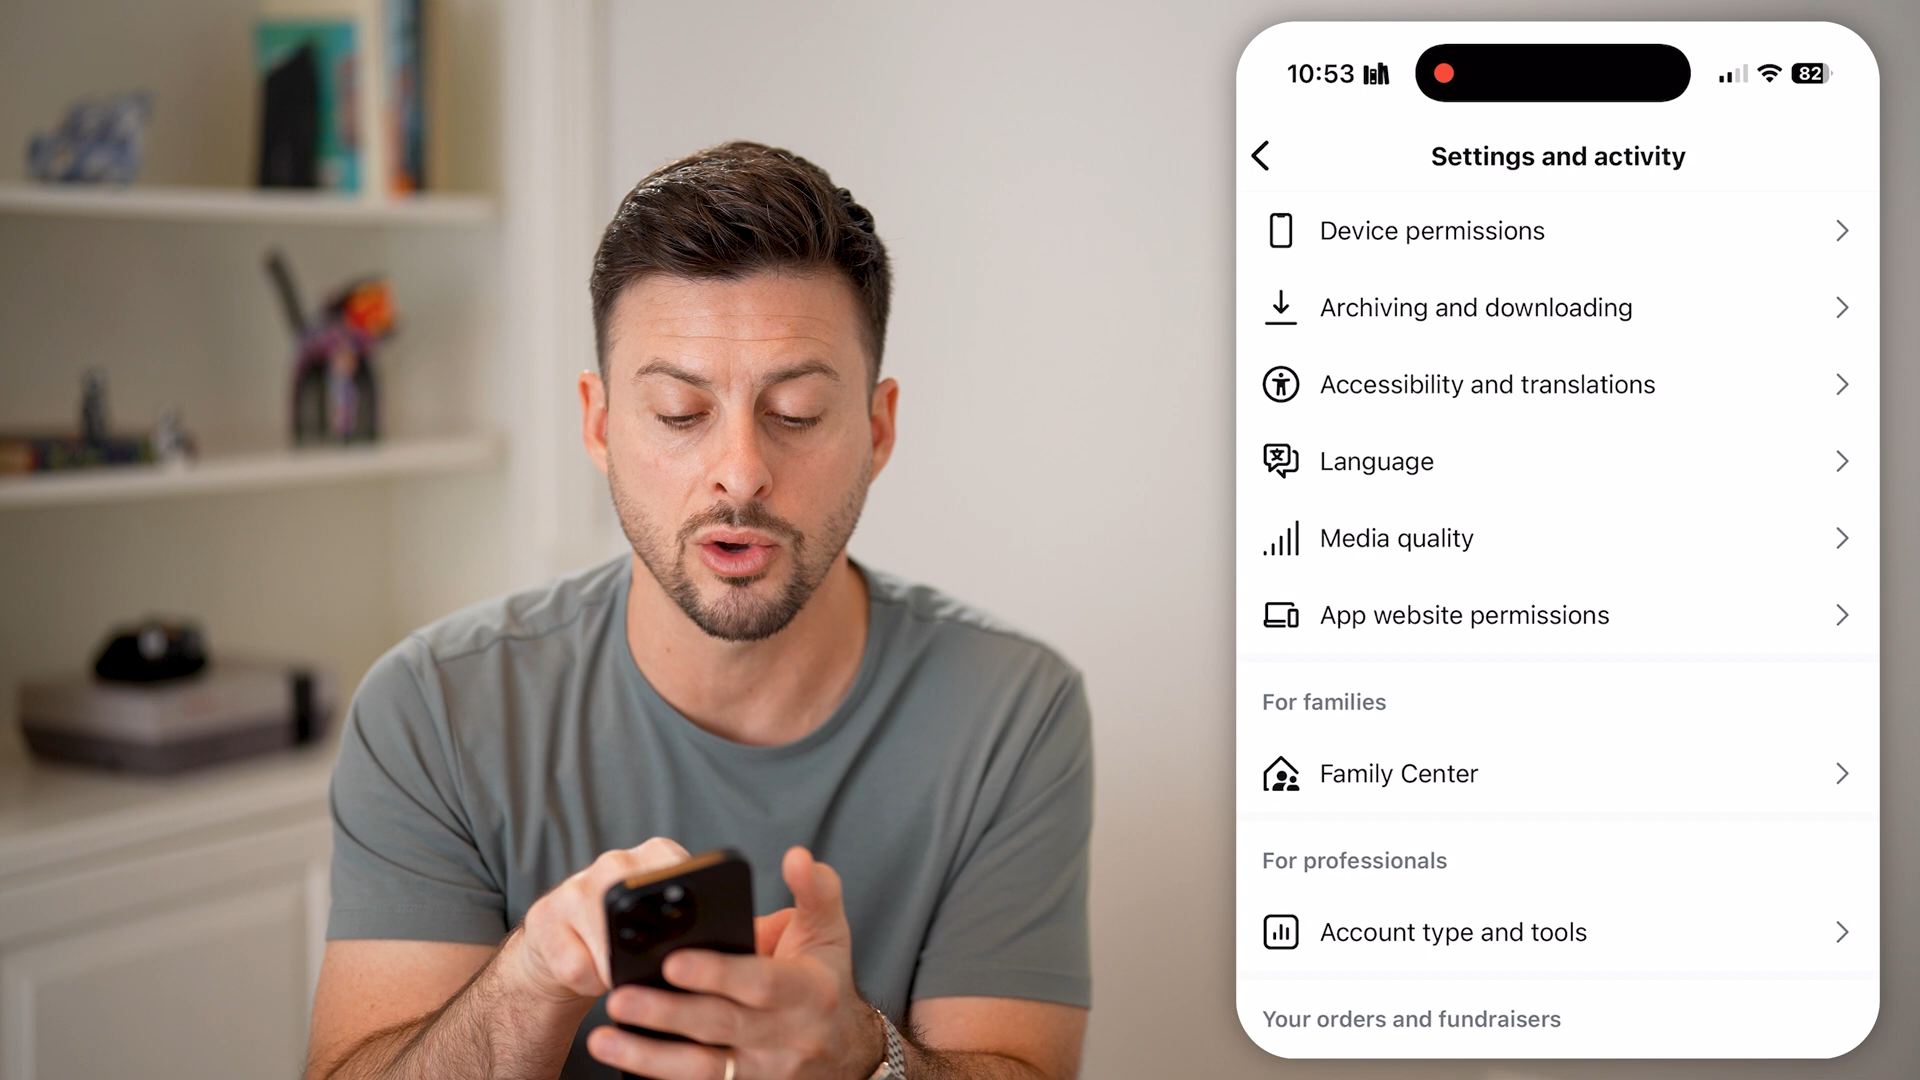 10:53
82
Settings and activity
Device permissions
Archiving and downloading
Accessibility and translations
Language
Media quality
App website permissions
For families
Family Center
For professionals
Account type and tools
Your orders and fundraisers